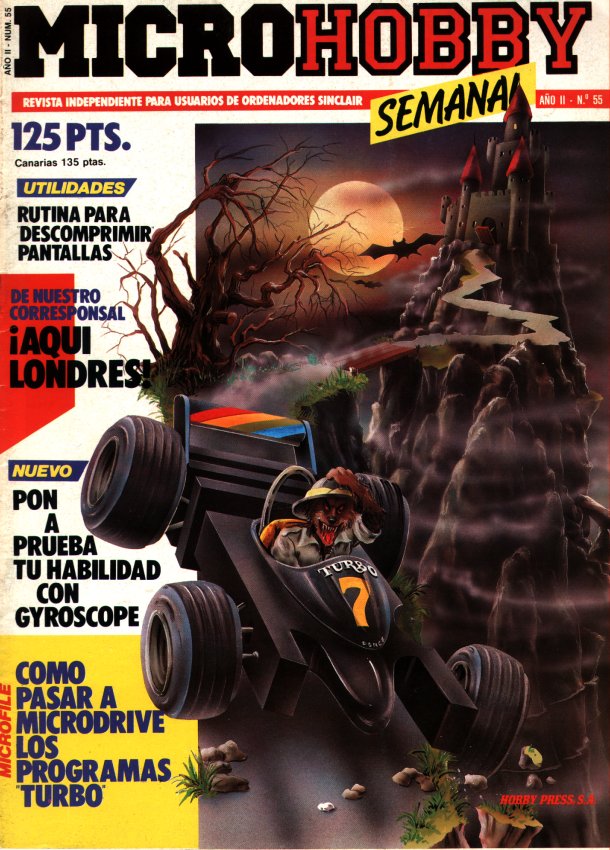 AÑO II - NUM. 55
MICROHOBBY
REVISTA INDEPENDIENTE PARA USUARIOS DE ORDENADORES SINCLAIR
SEMANAL
AÑO II - N.º 55
125 PTS.
Canarias 135 ptas.
UTILIDADES
RUTINA PARA
DESCOMPRIMIR
PANTALLAS
DE NUESTRO
CORRESPONSAL
¡AQUI
LONDRES!
NUEVO
PON
A
PRUEBA
TU HABILIDAD
CON
GYROSCOPE
TURBO
7
MICROFILE
COMO
PASAR A
MICRODRIVE
LOS
PROGRAMAS
"TURBO"
HOBBY PRESS, S.A.